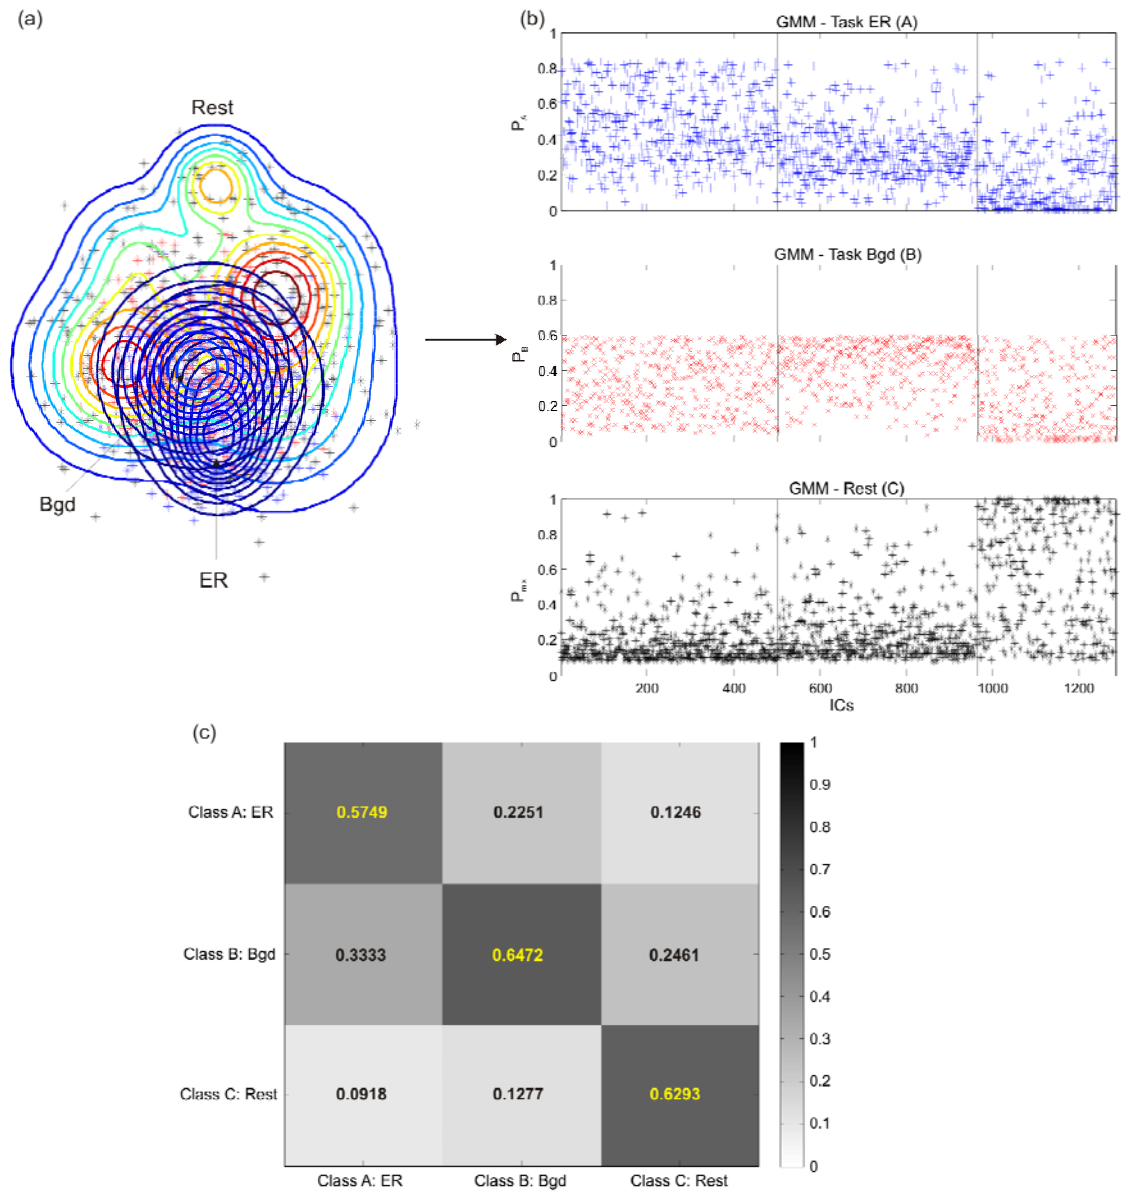 (a)
Rest
Bgd
ER
(b)
GMM - Task ER (A)
1
0.8
0.6
0.4
0.2
0
P_A
GMM - Task Bgd (B)
1
0.8
0.6
0.4
0.2
0
P_B
GMM - Rest (C)
1
0.8
0.6
0.4
0.2
0
200 400 600 800 1000 1200
ICs
(c)
Class A: ER 0.5749 0.2251 0.1246
Class B: Bgd 0.3333 0.6472 0.2461
Class C: Rest 0.0918 0.1277 0.6293
Class A: ER Class B: Bgd Class C: Rest
1
0.9
0.8
0.7
0.6
0.5
0.4
0.3
0.2
0.1
0